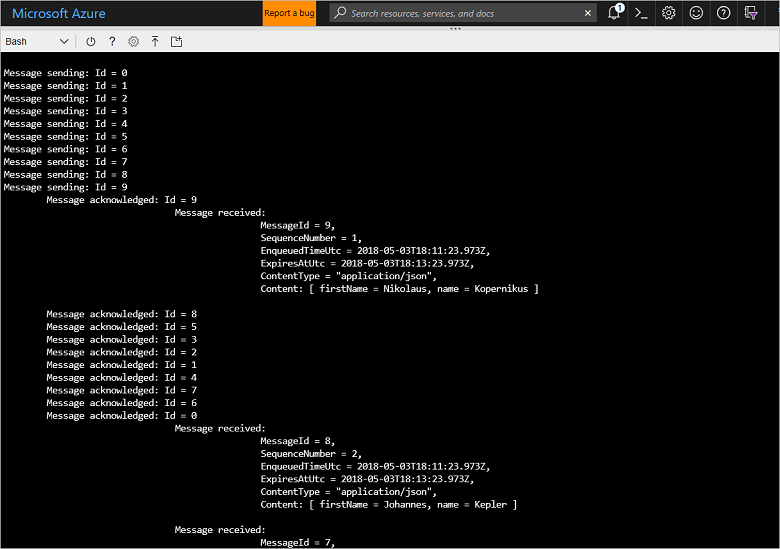 Microsoft Azure
Report a bug
Search resources, services, and docs
1
Bash
Message sending: Id = 0
Message sending: Id = 1
Message sending: Id = 2
Message sending: Id = 3
Message sending: Id = 4
Message sending: Id = 5
Message sending: Id = 6
Message sending: Id = 7
Message sending: Id = 8
Message sending: Id = 9
Message acknowledged: Id = 9
Message received:
MessageId = 9,
SequenceNumber = 1,
EnqueuedTimeUtc = 2018-05-03T18:11:23.973Z,
ExpiresAtUtc = 2018-05-03T18:13:23.973Z,
ContentType = "application/json",
Content: [ firstName = Nikolaus, name = Kopernikus ]
Message acknowledged: Id = 8
Message acknowledged: Id = 5
Message acknowledged: Id = 3
Message acknowledged: Id = 2
Message acknowledged: Id = 1
Message acknowledged: Id = 4
Message acknowledged: Id = 7
Message acknowledged: Id = 6
Message acknowledged: Id = 0
Message received:
MessageId = 8,
SequenceNumber = 2,
EnqueuedTimeUtc = 2018-05-03T18:11:23.973Z,
ExpiresAtUtc = 2018-05-03T18:13:23.973Z,
ContentType = "application/json",
Content: [ firstName = Johannes, name = Kepler ]
Message received:
MessageId = 7,